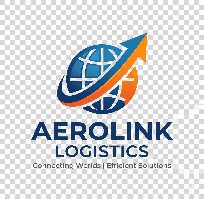 AEROLINK
LOGISTICS
Connecting Worlds | Efficient Solutions